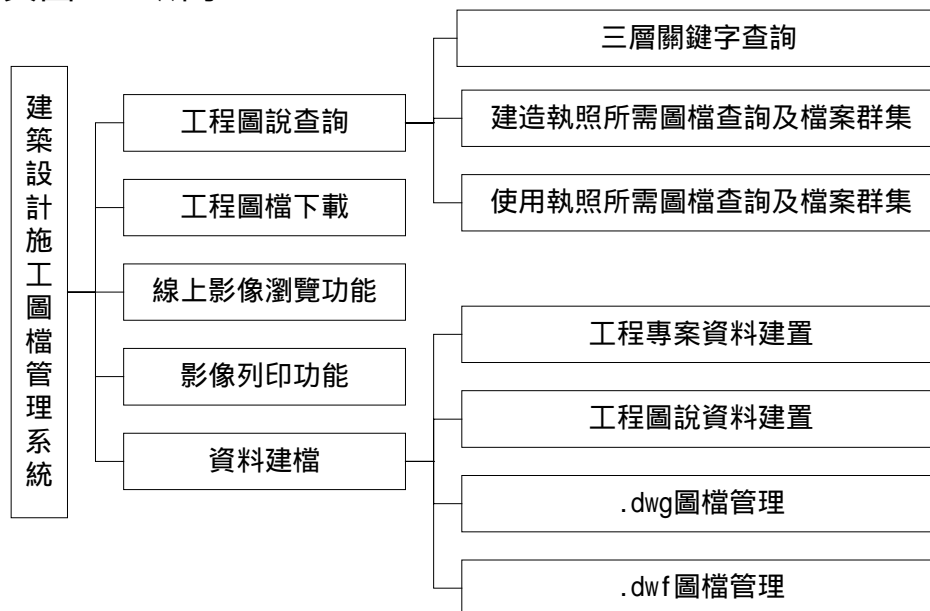 建築設計施工圖檔管理系統
工程圖說查詢
三層關鍵字查詢
建造執照所需圖檔查詢及檔案群集
使用執照所需圖檔查詢及檔案群集
工程圖檔下載
線上影像瀏覽功能
影像列印功能
資料建檔
工程專案資料建置
工程圖說資料建置
.dwg圖檔管理
.dwf圖檔管理